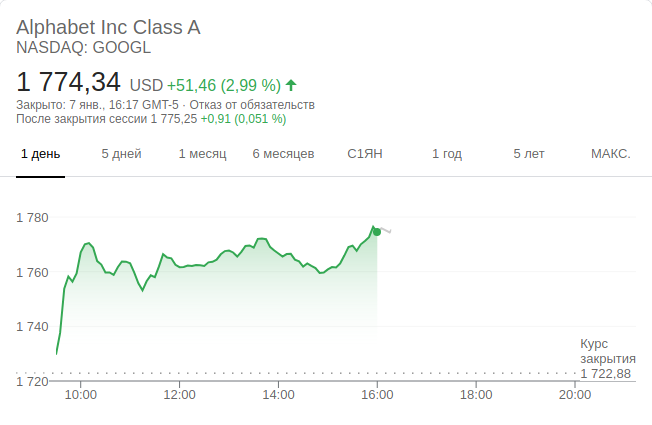 Alphabet Inc Class A
NASDAQ: GOOGL
1 774,34 USD +51,46 (2,99 %)
Закрыто: 7 янв., 16:17 GMT-5 · Отказ от обязательств
После закрытия сессии 1 775,25 +0,91 (0,051 %)
1 день 5 дней 1 месяц 6 месяцев С1ЯН 1 год 5 лет МАКС.
1 780
1 760
1 740
Курс
закрытия
1 722,88
1 720
10:00 12:00 14:00 16:00 18:00 20:00